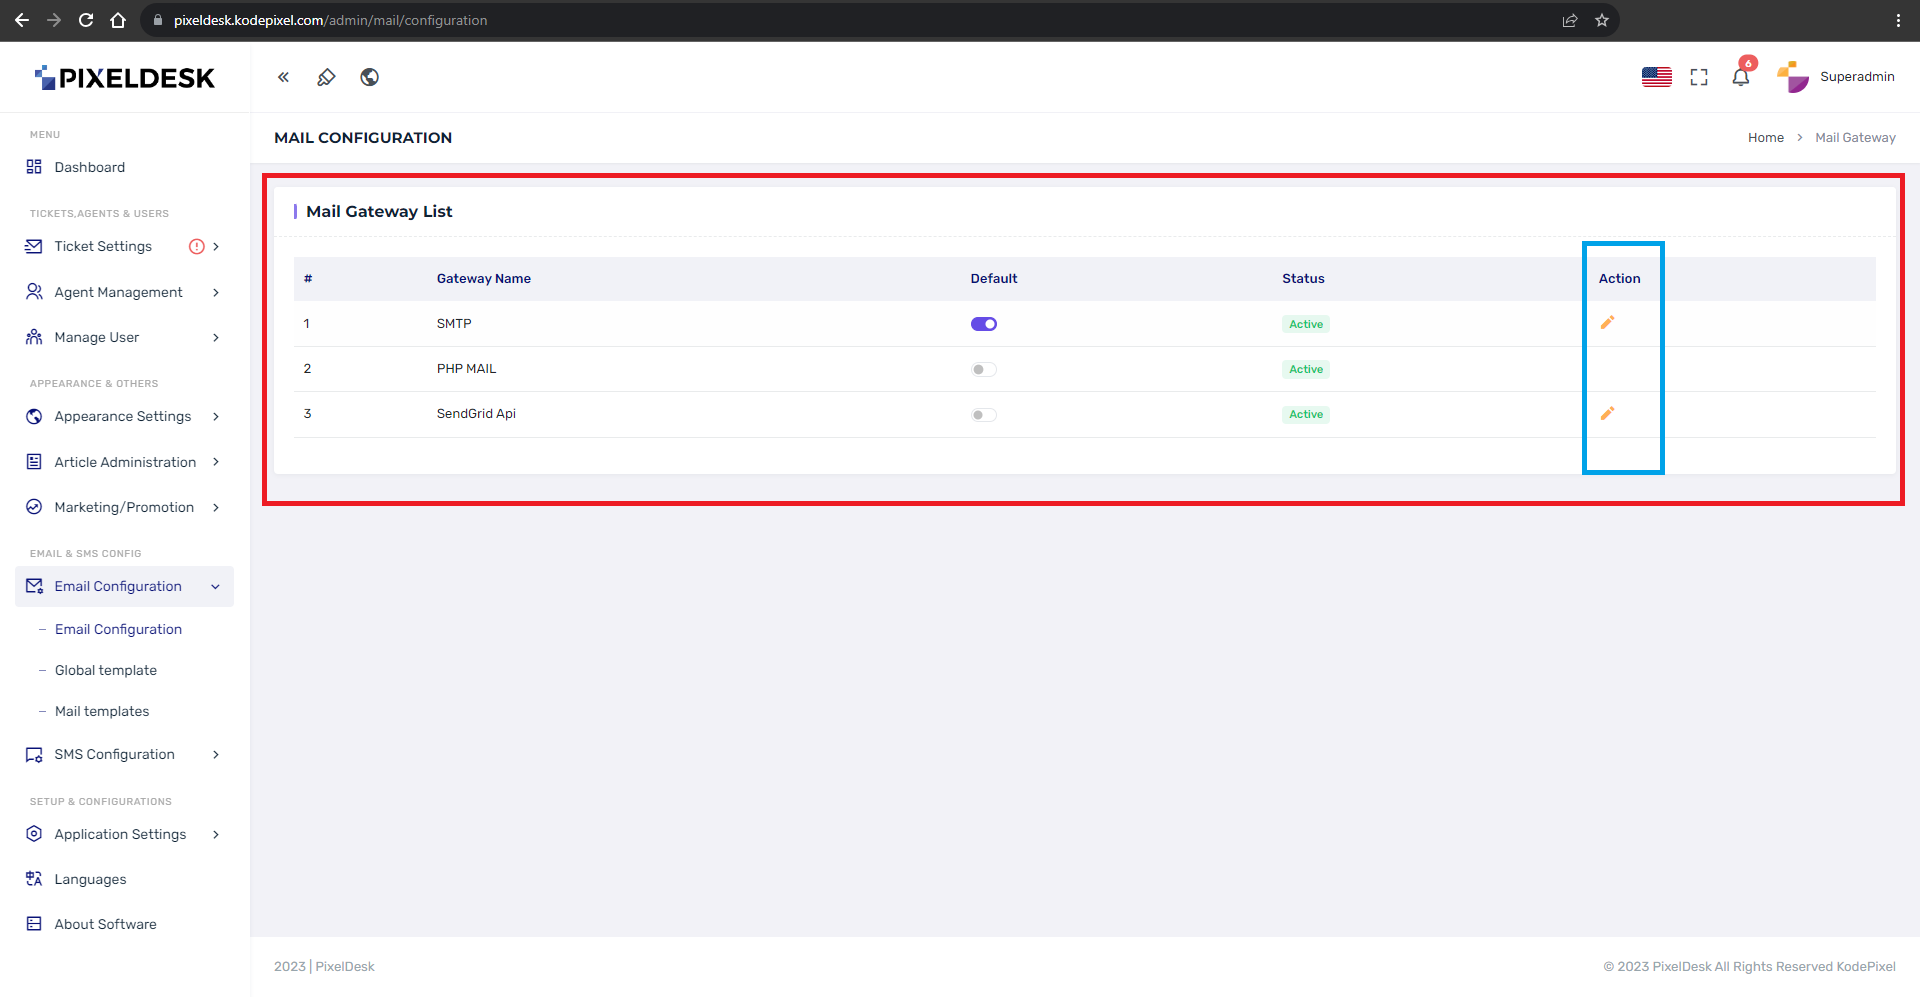 pixeldesk.kodepixel.com/admin/mail/configuration
PIXELDESK
6
Superadmin
MENU
Dashboard
TICKETS,AGENTS & USERS
Ticket Settings
Agent Management
Manage User
APPEARANCE & OTHERS
Appearance Settings
Article Administration
Marketing/Promotion
EMAIL & SMS CONFIG
Email Configuration
– Email Configuration
– Global template
– Mail templates
SMS Configuration
SETUP & CONFIGURATIONS
Application Settings
Languages
About Software
MAIL CONFIGURATION
Home > Mail Gateway
Mail Gateway List
# Gateway Name Default Status Action
1 SMTP Active
2 PHP MAIL Active
3 SendGrid Api Active
2023 | PixelDesk
© 2023 PixelDesk All Rights Reserved KodePixel